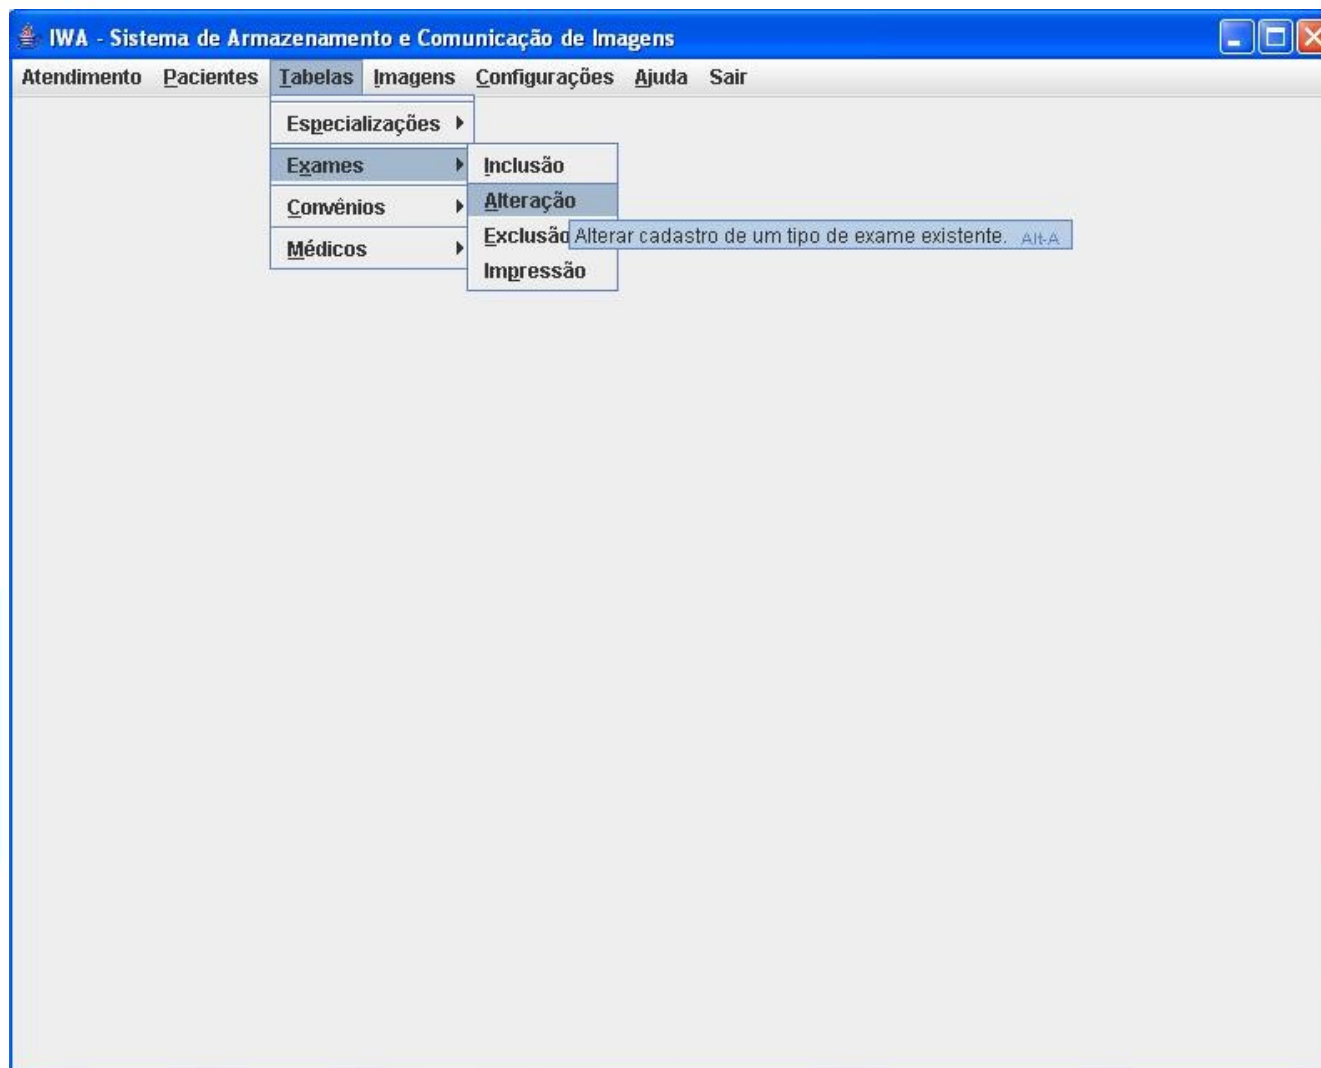 IWA - Sistema de Armazenamento e Comunicação de Imagens
Atendimento Pacientes Tabelas Imagens Configurações Ajuda Sair
Especializações
Exames
Convênios
Médicos
Inclusão
Alteração
Exclusão
Impressão
Alterar cadastro de um tipo de exame existente. Alt-A